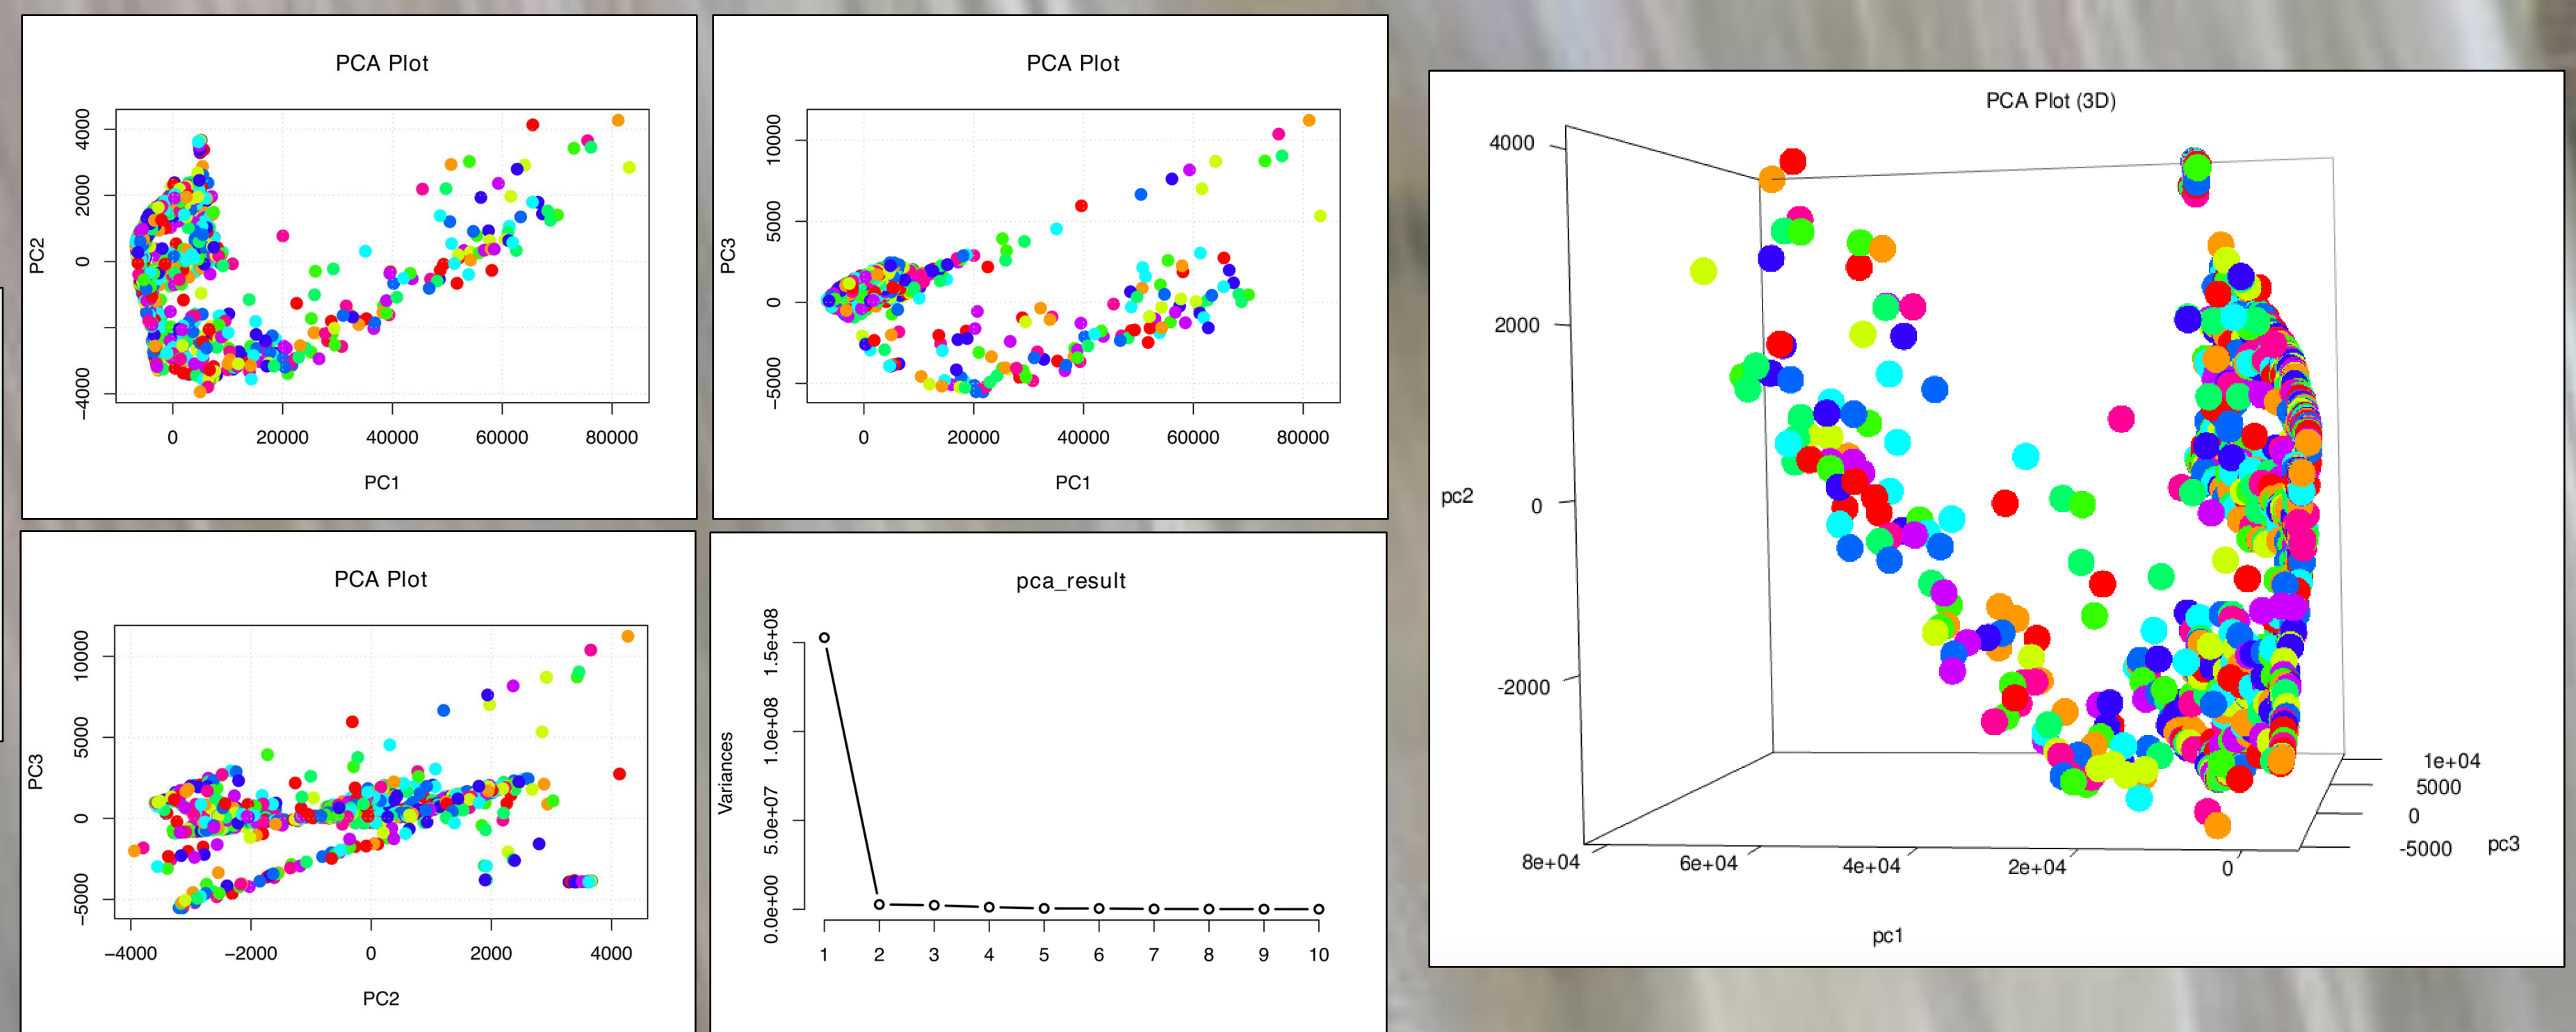 PCA Plot
PC2
4000
2000
0
−4000
0 20000 40000 60000 80000
PC1
PCA Plot
PC3
10000
5000
0
−5000
0 20000 40000 60000 80000
PC1
PCA Plot
PC3
10000
5000
0
−5000
−4000 −2000 0 2000 4000
PC2
pca_result
Variances
1.5e+08
1.0e+08
5.0e+07
0.0e+00
1 2 3 4 5 6 7 8 9 10
PCA Plot (3D)
4000
2000
pc2
0
-2000
8e+04 6e+04 4e+04 2e+04 0
pc1
1e+04
5000
0
-5000
pc3